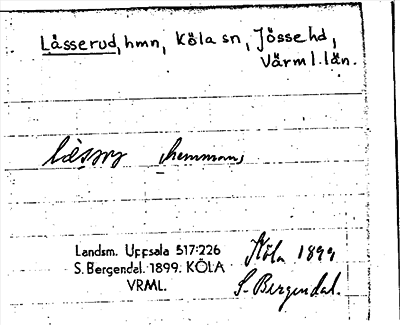 Låsserud, hmn, Köla sn, Jösse hd,
Värml. län.
hemman
Landsm. Uppsala 517:226
S. Bergendal. 1899. KÖLA
VRML.
Köla 1899
S. Bergendal.